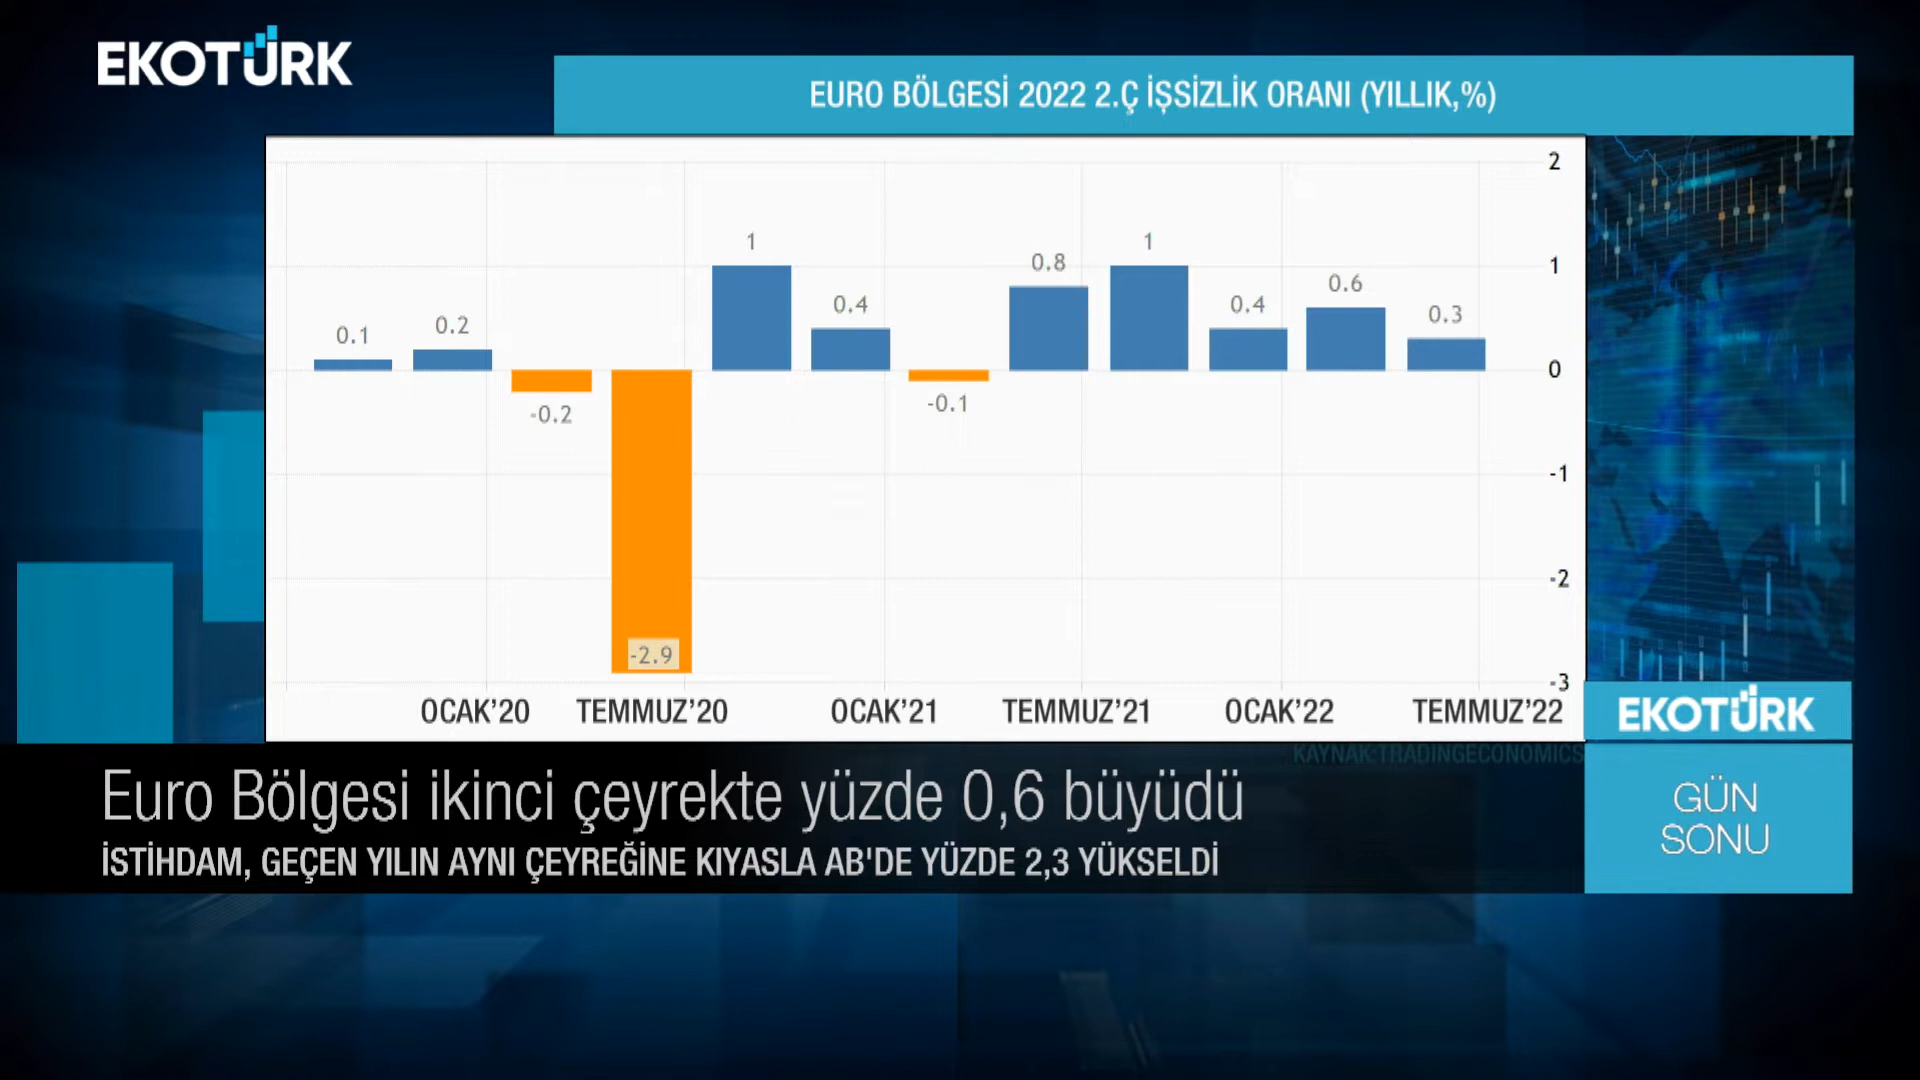 EKOTÜRK
EURO BÖLGESİ 2022 2.Ç İŞSİZLİK ORANI (YILLIK,%)
2
1
0
-1
-2
-3
0.1
0.2
-0.2
-2.9
1
0.4
-0.1
0.8
1
0.4
0.6
0.3
OCAK’20 TEMMUZ’20 OCAK’21 TEMMUZ’21 OCAK’22 TEMMUZ’22
EKOTÜRK
KAYNAK:TRADINGECONOMICS
Euro Bölgesi ikinci çeyrekte yüzde 0,6 büyüdü
İSTİHDAM, GEÇEN YILIN AYNI ÇEYREĞİNE KIYASLA AB'DE YÜZDE 2,3 YÜKSELDİ
GÜN
SONU